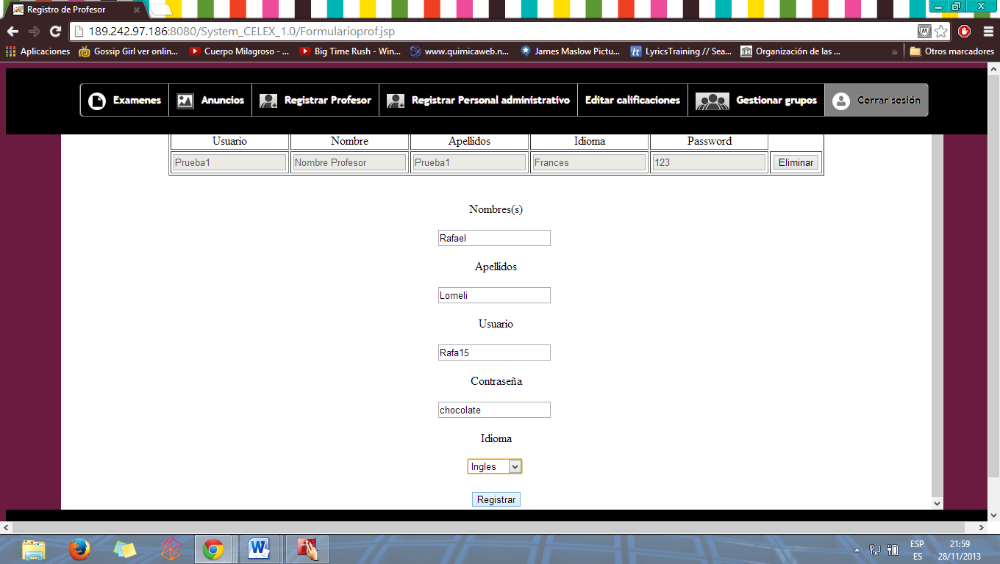 Registro de Profesor
189.242.97.186:8080/System_CELEX_1.0/Formularioprof.jsp
Aplicaciones Gossip Girl ver onlin... Cuerpo Milagroso - ... Big Time Rush - Win... www.quimicaweb.n... James Maslow Pictu... LyricsTraining // Sea... Organización de las ... » Otros marcadores
Examenes Anuncios Registrar Profesor Registrar Personal administrativo Editar calificaciones Gestionar grupos Cerrar sesión
Usuario Nombre Apellidos Idioma Password
Prueba1 Nombre Profesor Prueba1 Frances 123 Eliminar
Nombres(s)
Rafael
Apellidos
Lomeli
Usuario
Rafa15
Contraseña
chocolate
Idioma
Ingles
Registrar
ESP 21:59
ES 28/11/2013